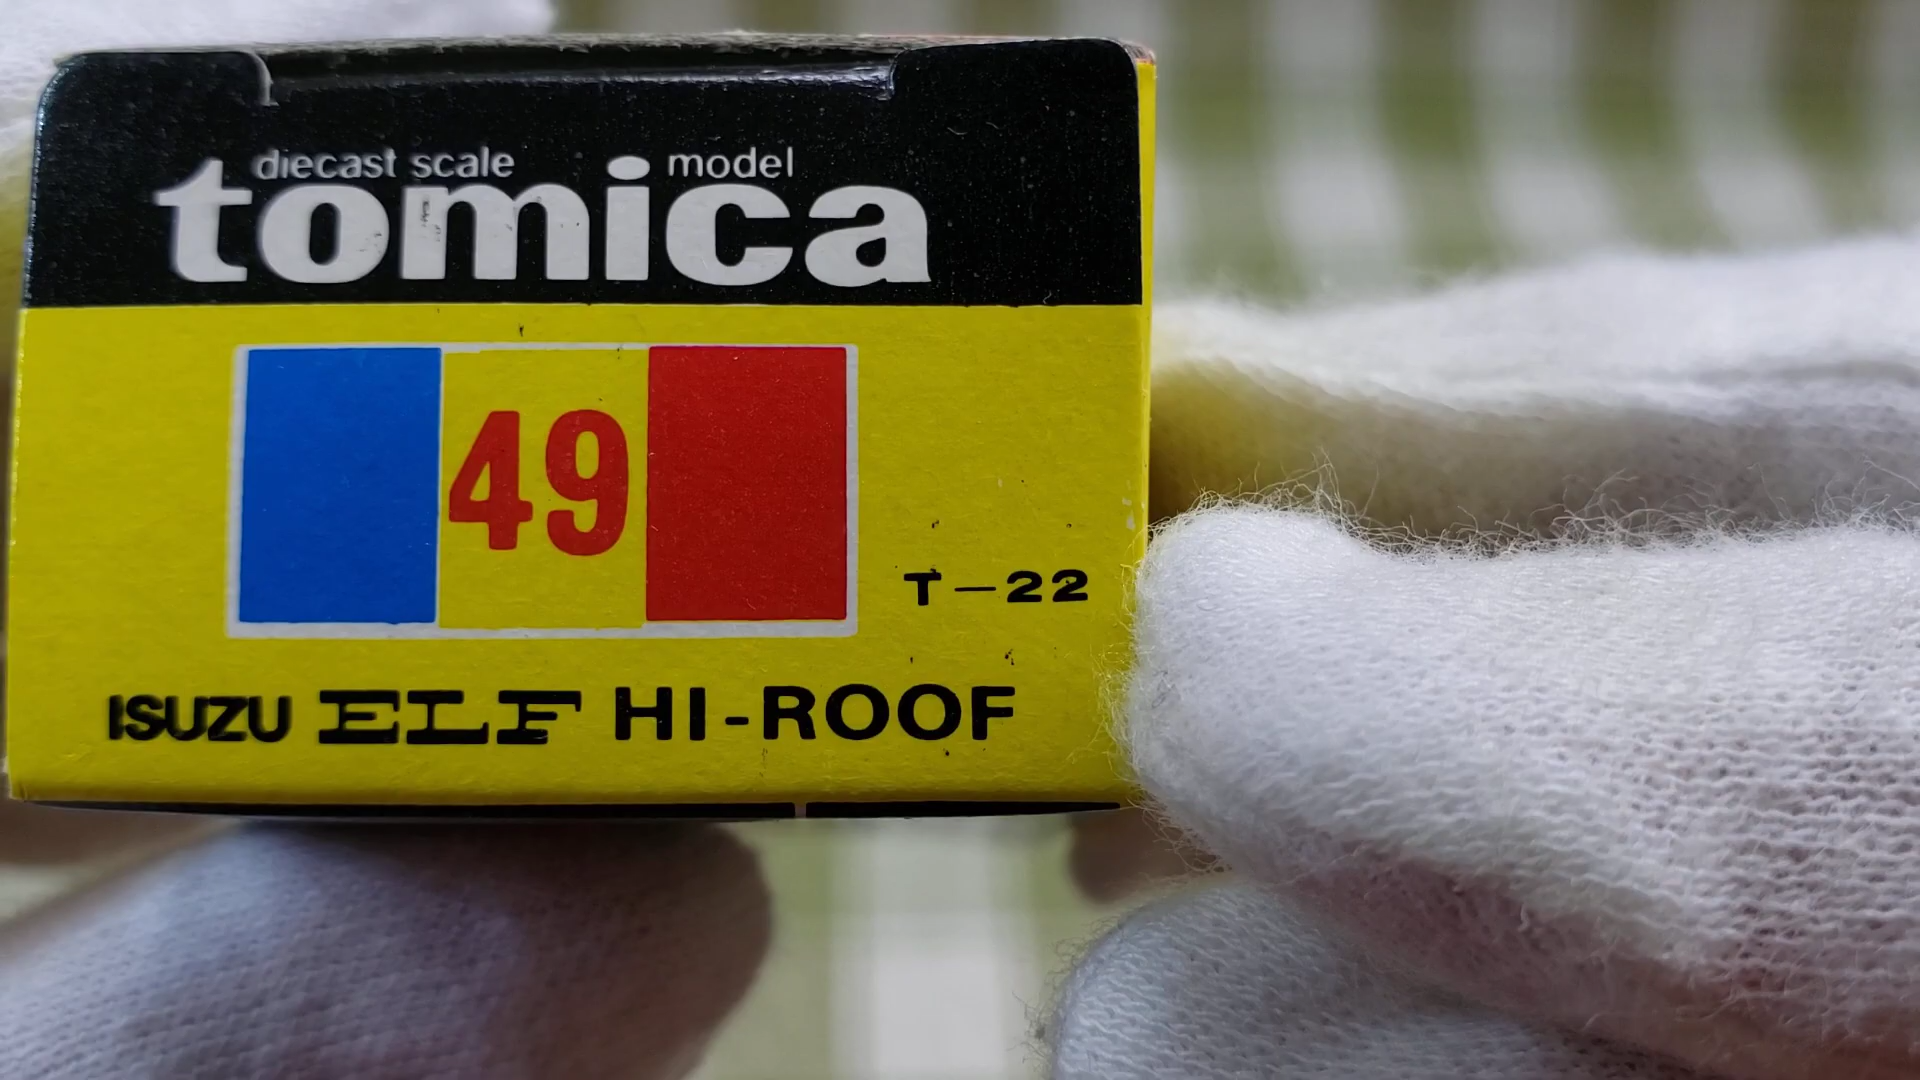 diecast scale model
tomica
49
T-22
ISUZU ELF HI-ROOF